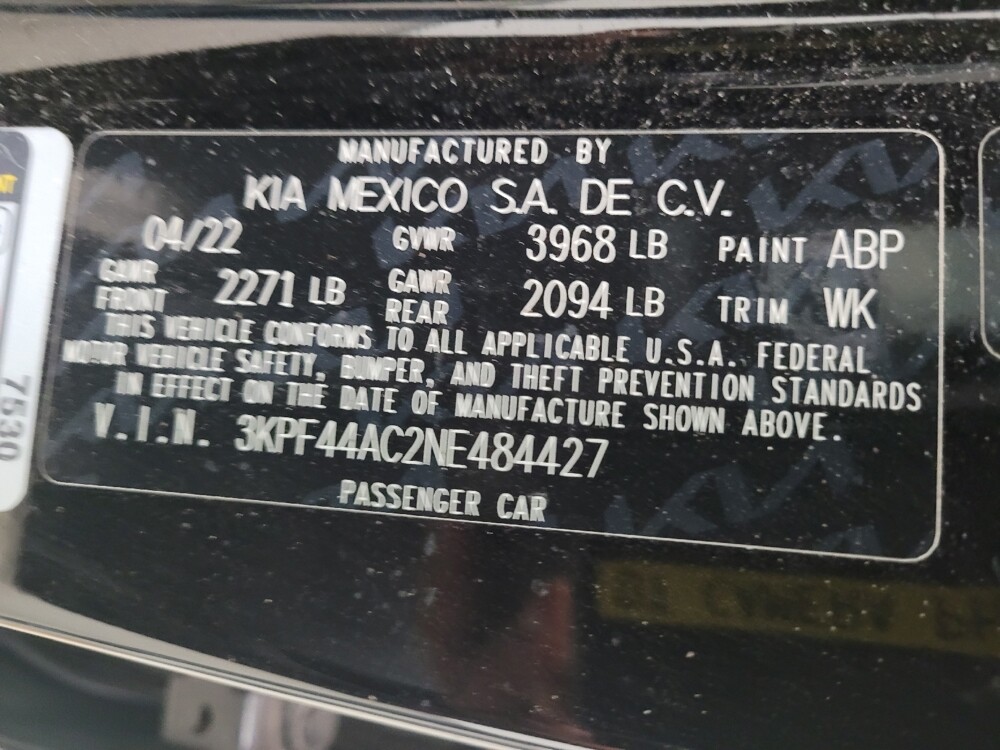 MANUFACTURED BY
KIA MEXICO S.A. DE C.V.
04/22 GVWR 3968 LB PAINT ABP
GAWR FRONT 2271 LB GAWR REAR 2094 LB TRIM WK
THIS VEHICLE CONFORMS TO ALL APPLICABLE U.S.A. FEDERAL
MOTOR VEHICLE SAFETY, BUMPER, AND THEFT PREVENTION STANDARDS
IN EFFECT ON THE DATE OF MANUFACTURE SHOWN ABOVE.
V.I.N. 3KPF44AC2NE484427
PASSENGER CAR
7530